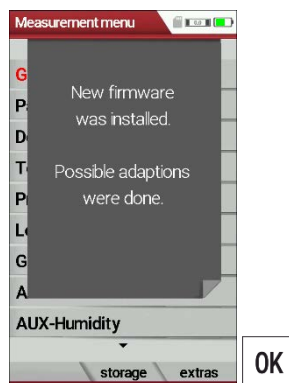 Measurement menu
G
P
D
T
P
L
G
A
New firmware
was installed.
Possible adaptions
were done.
AUX-Humidity
storage extras
OK